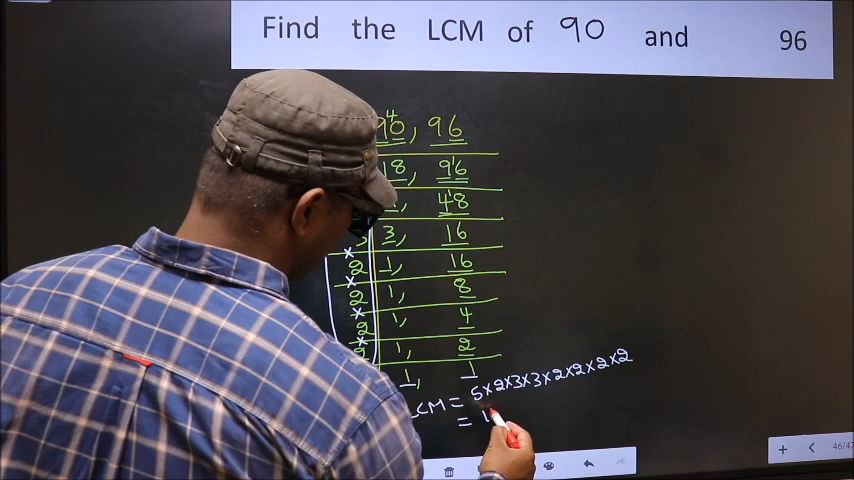 Find the LCM of 90 and 96
4
90, 96
18, 96
, 48
3 3, 16
2 1, 16
2 1, 8
2 1, 4
2 1, 2
1, 1
LCM = 5×2×3×3×2×2×2×2
= 1
46/47